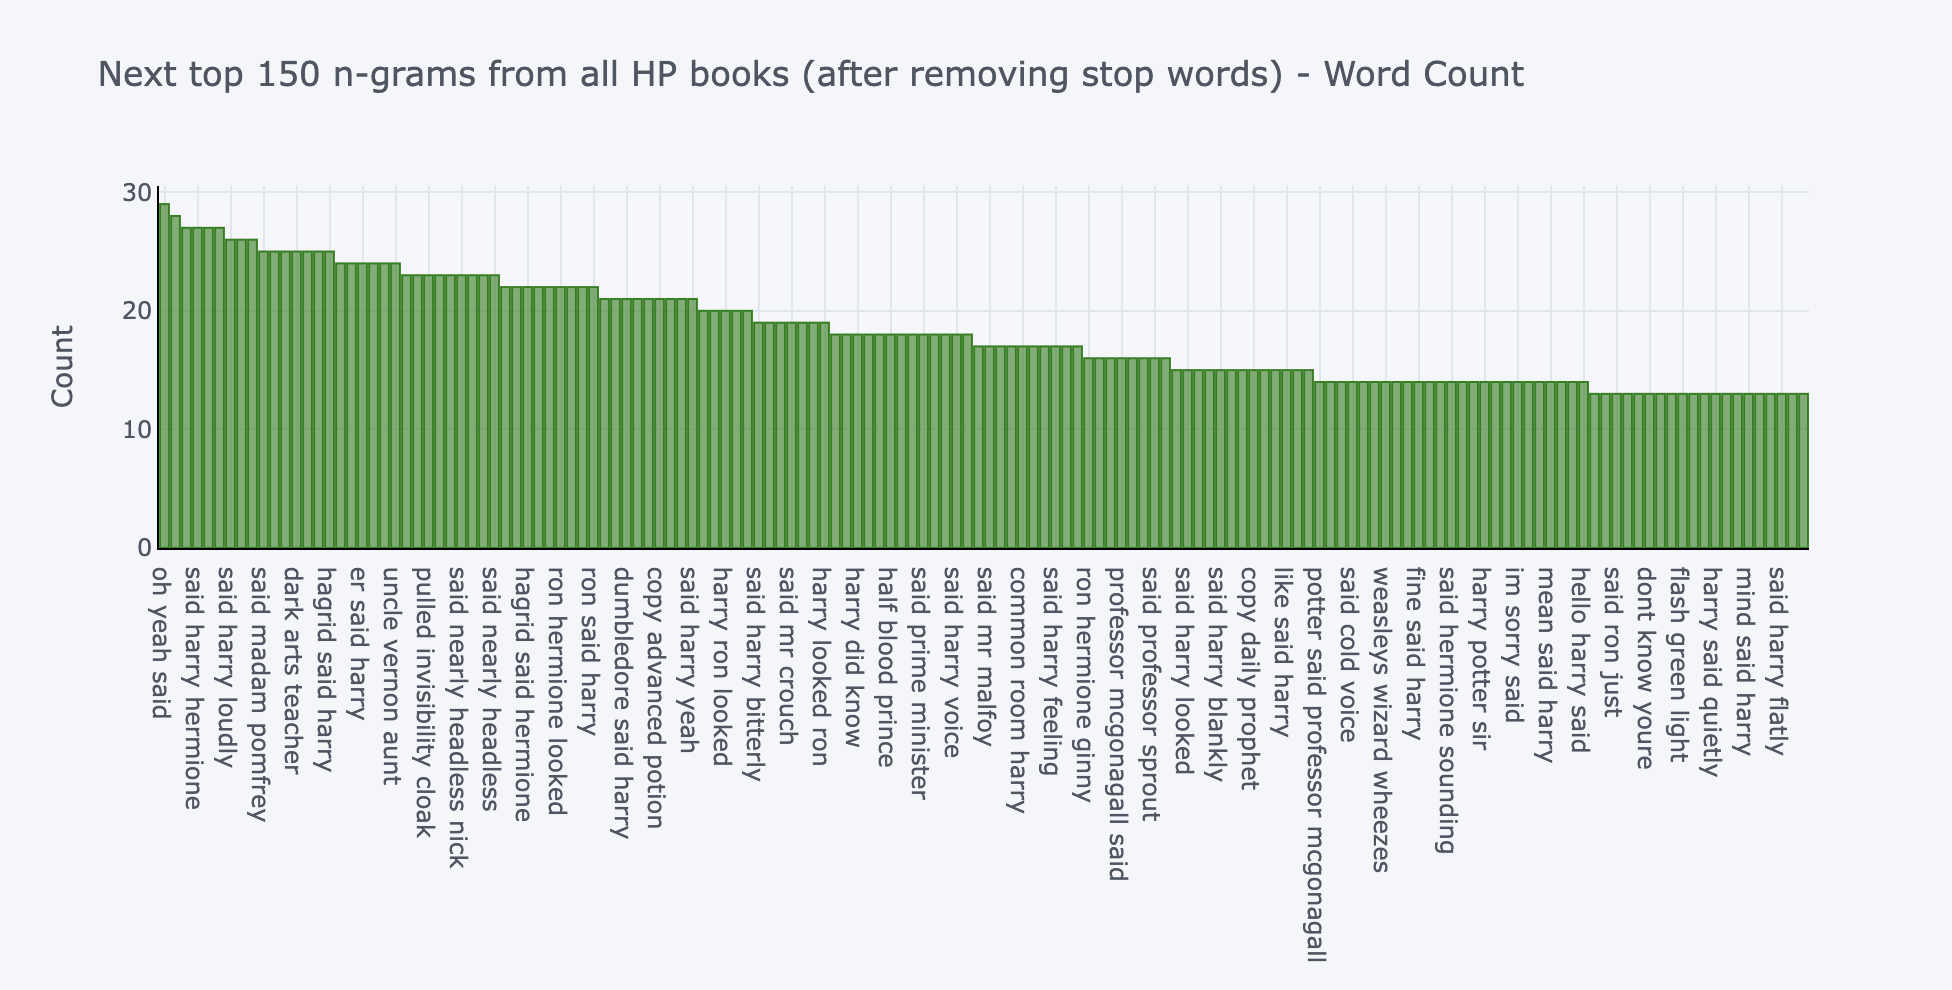 Next top 150 n-grams from all HP books (after removing stop words) - Word Count
Count
30
20
10
0
oh yeah said
said harry hermione
said harry loudly
said madam pomfrey
dark arts teacher
hagrid said harry
er said harry
uncle vernon aunt
pulled invisibility cloak
said nearly headless nick
said nearly headless
hagrid said hermione
ron hermione looked
ron said harry
dumbledore said harry
copy advanced potion
said harry yeah
harry ron looked
said harry bitterly
said mr crouch
harry looked ron
harry did know
half blood prince
said prime minister
said harry voice
said mr malfoy
common room harry
said harry feeling
ron hermione ginny
professor mcgonagall said
said professor sprout
said harry looked
said harry blankly
copy daily prophet
like said harry
potter said professor mcgonagall
said cold voice
weasleys wizard wheezes
fine said harry
said hermione sounding
harry potter sir
im sorry said
mean said harry
hello harry said
said ron just
dont know youre
flash green light
harry said quietly
mind said harry
said harry flatly